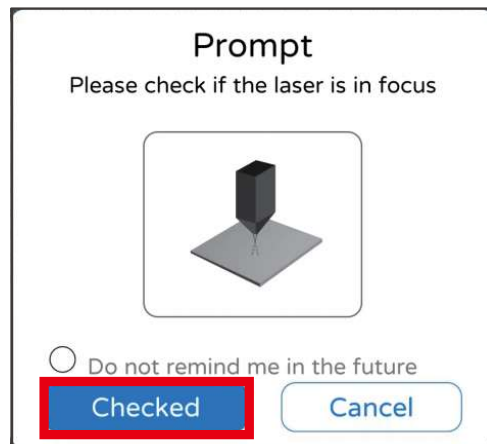 Prompt
Please check if the laser is in focus
Do not remind me in the future
Checked
Cancel